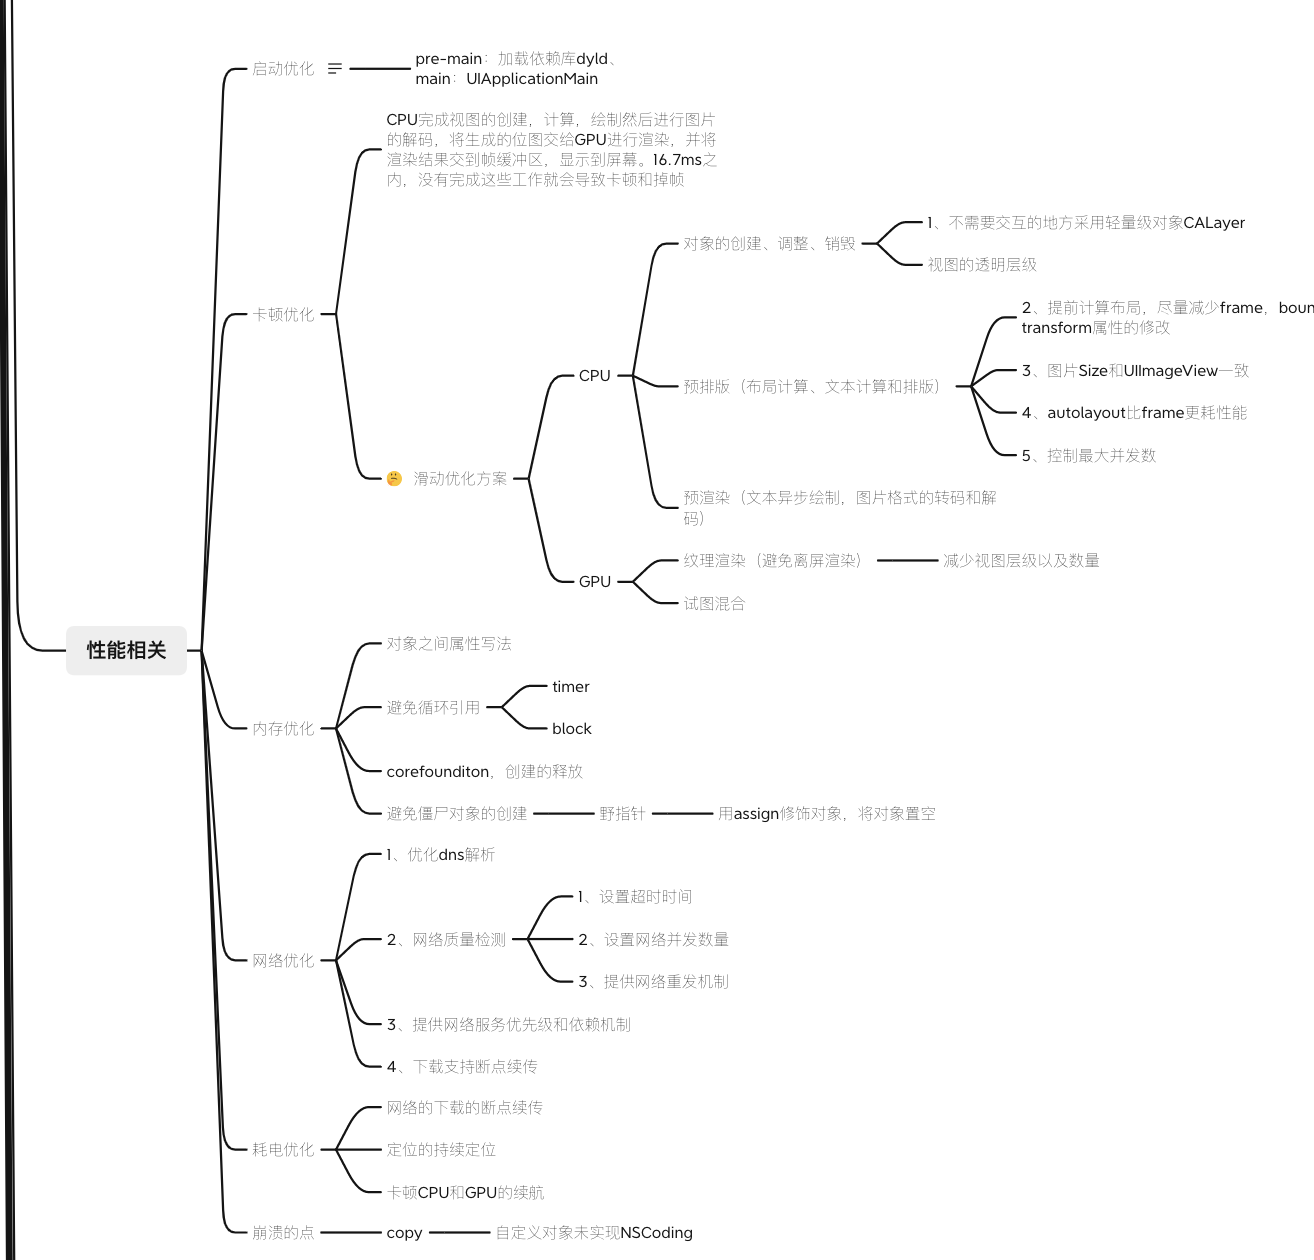 性能相关
启动优化
pre-main：加载依赖库dyld、
main：UIApplicationMain
卡顿优化
CPU完成视图的创建，计算，绘制然后进行图片
的解码，将生成的位图交给GPU进行渲染，并将
渲染结果交到帧缓冲区，显示到屏幕。16.7ms之
内，没有完成这些工作就会导致卡顿和掉帧
滑动优化方案
CPU
对象的创建、调整、销毁
1、不需要交互的地方采用轻量级对象CALayer
视图的透明层级
预排版（布局计算、文本计算和排版）
2、提前计算布局，尽量减少frame，boun
transform属性的修改
3、图片Size和UIImageView一致
4、autolayout比frame更耗性能
5、控制最大并发数
预渲染（文本异步绘制，图片格式的转码和解
码）
GPU
纹理渲染（避免离屏渲染）
减少视图层级以及数量
试图混合
内存优化
对象之间属性写法
避免循环引用
timer
block
corefounditon，创建的释放
避免僵尸对象的创建
野指针
用assign修饰对象，将对象置空
网络优化
1、优化dns解析
2、网络质量检测
1、设置超时时间
2、设置网络并发数量
3、提供网络重发机制
3、提供网络服务优先级和依赖机制
4、下载支持断点续传
耗电优化
网络的下载的断点续传
定位的持续定位
卡顿CPU和GPU的续航
崩溃的点
copy
自定义对象未实现NSCoding